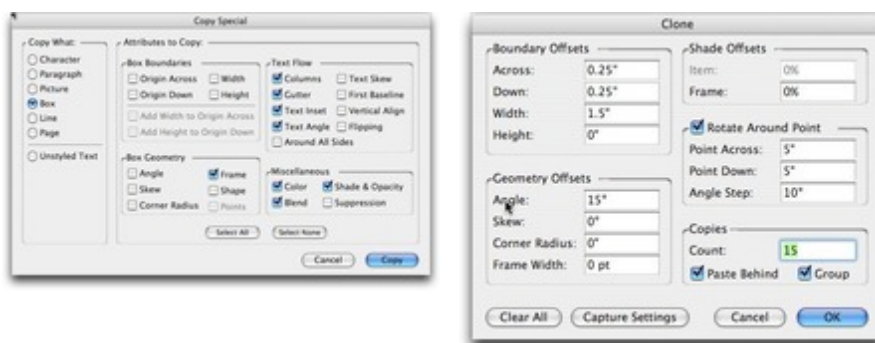 Copy Special
Copy What:
Character
Paragraph
Picture
Box
Line
Page
Unstyled Text
Attributes to Copy:
Box Boundaries
Origin Across Width
Origin Down Height
Add Width to Origin Across
Add Height to Origin Down
Box Geometry
Angle Frame
Skew Shape
Corner Radius Points
Text Flow
Columns Text Skew
Gutter First Baseline
Text Inset Vertical Align
Text Angle Flipping
Around All Sides
Miscellaneous
Color Shade & Opacity
Blend Suppression
Select All Select None
Cancel Copy
Clone
Boundary Offsets
Across: 0.25"
Down: 0.25"
Width: 1.5"
Height: 0"
Geometry Offsets
Angle: 15°
Skew: 0°
Corner Radius: 0"
Frame Width: 0 pt
Shade Offsets
Item: 0%
Frame: 0%
Rotate Around Point
Point Across: 5"
Point Down: 5"
Angle Step: 10°
Copies
Count: 15
Paste Behind Group
Clear All Capture Settings Cancel OK